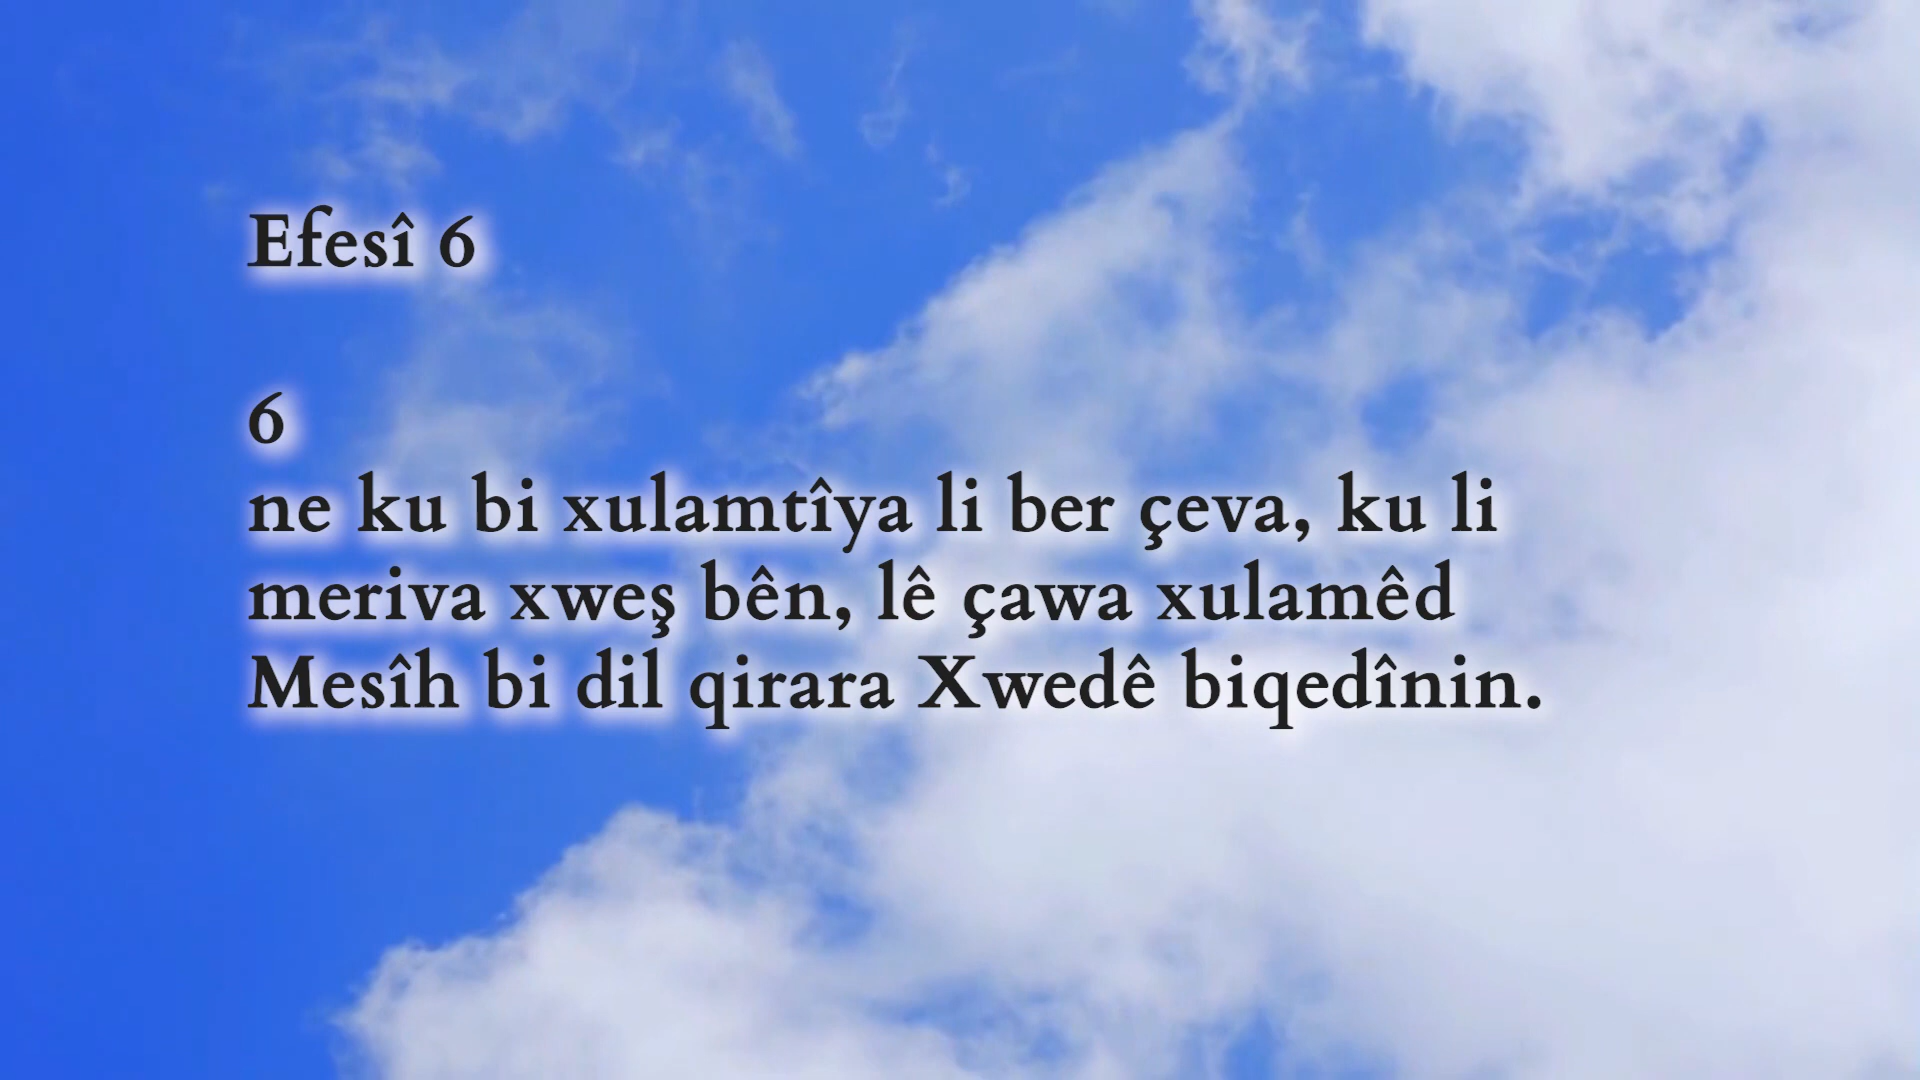 Efesî 6
6
ne ku bi xulamtîya li ber çeva, ku li
meriva xweş bên, lê çawa xulamêd
Mesîh bi dil qirara Xwedê biqedînin.